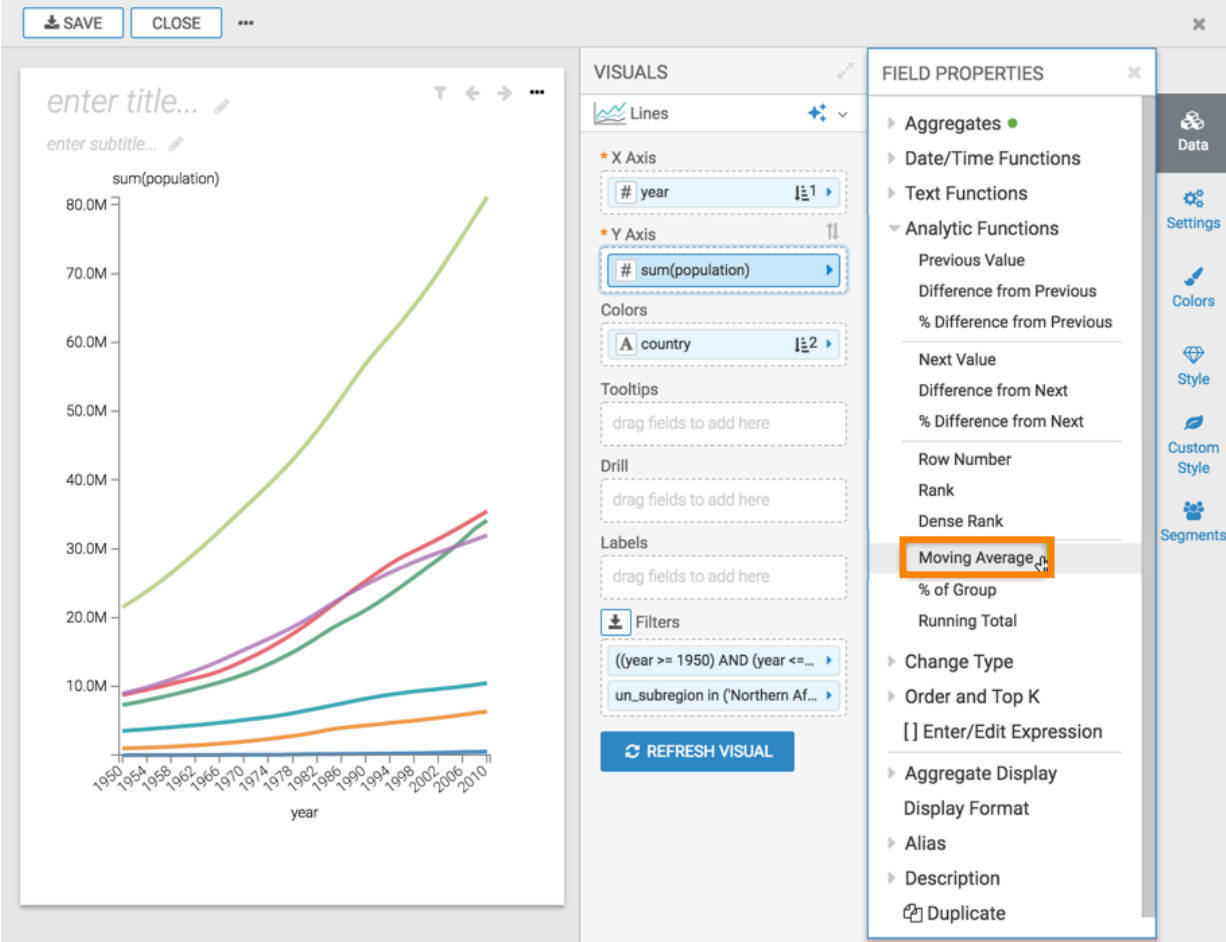 SAVE
CLOSE
enter title...
enter subtitle...
sum(population)
80.0M
70.0M
60.0M
50.0M
40.0M
30.0M
20.0M
10.0M
1950 1954 1958 1962 1966 1970 1974 1978 1982 1986 1990 1994 1998 2002 2006 2010
year
VISUALS
Lines
* X Axis
# year 1
* Y Axis
# sum(population)
Colors
A country 2
Tooltips
drag fields to add here
Drill
drag fields to add here
Labels
drag fields to add here
Filters
((year >= 1950) AND (year <=...
un_subregion in ('Northern Af...
REFRESH VISUAL
FIELD PROPERTIES
Aggregates
Date/Time Functions
Text Functions
Analytic Functions
Previous Value
Difference from Previous
% Difference from Previous
Next Value
Difference from Next
% Difference from Next
Row Number
Rank
Dense Rank
Moving Average
% of Group
Running Total
Change Type
Order and Top K
[ ] Enter/Edit Expression
Aggregate Display
Display Format
Alias
Description
Duplicate
Data
Settings
Colors
Style
Custom
Style
Segments